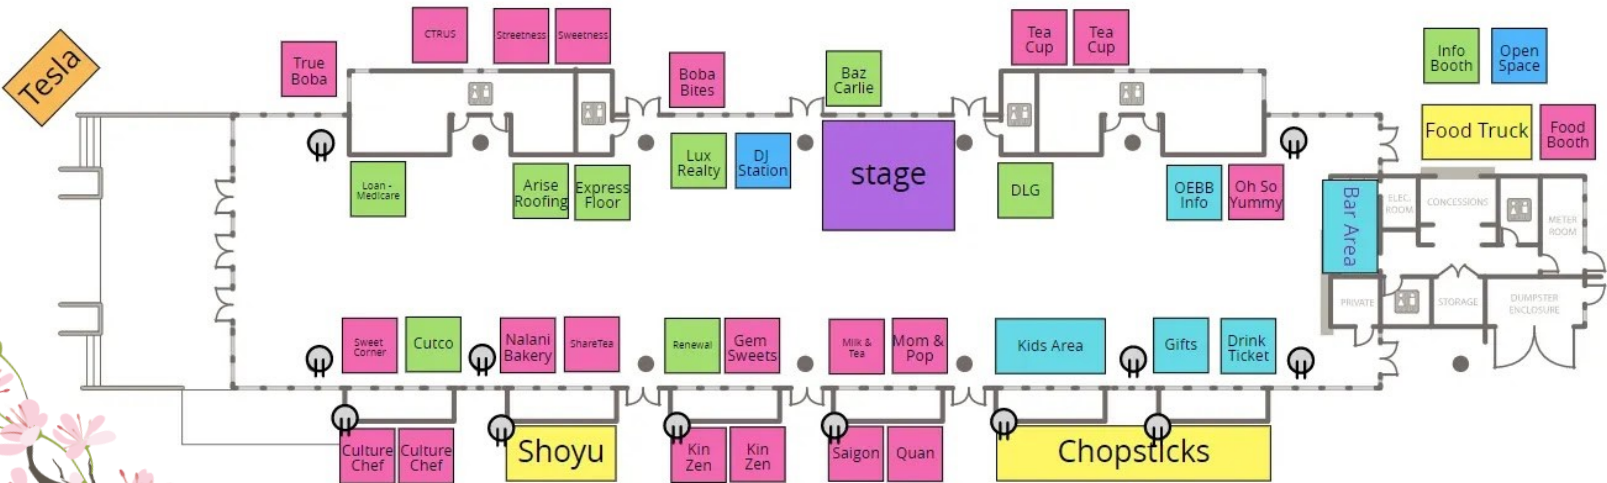 Tesla
True
Boba
CTRUS
Streetness
Sweetness
Boba
Bites
Baz
Carlie
Tea
Cup
Tea
Cup
Info
Booth
Open
Space
Food Truck
Food
Booth
Loan -
Medicare
Arise
Roofing
Express
Floor
Lux
Realty
DJ
Station
stage
DLG
OEBB
Info
Oh So
Yummy
Bar Area
ELEC.
ROOM
CONCESSIONS
METER
ROOM
PRIVATE
STORAGE
DUMPSTER
ENCLOSURE
Sweet
Corner
Cutco
Nalani
Bakery
ShareTea
Renewal
Gem
Sweets
Milk &
Tea
Mom &
Pop
Kids Area
Gifts
Drink
Ticket
Culture
Chef
Culture
Chef
Shoyu
Kin
Zen
Kin
Zen
Saigon
Quan
Chopsticks